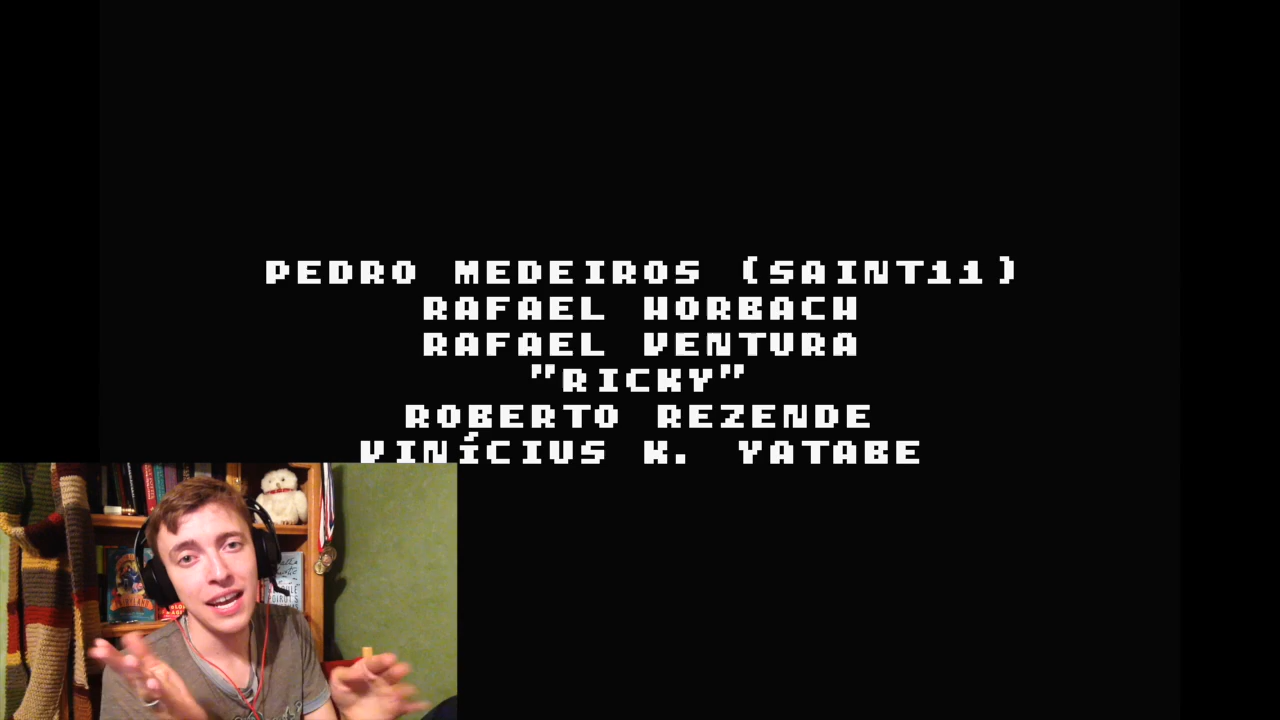 PEDRO MEDEIROS (SAINT11)
RAFAEL HORBACH
RAFAEL VENTURA
"RICKY"
ROBERTO REZENDE
VINÍCIUS K. YATABE